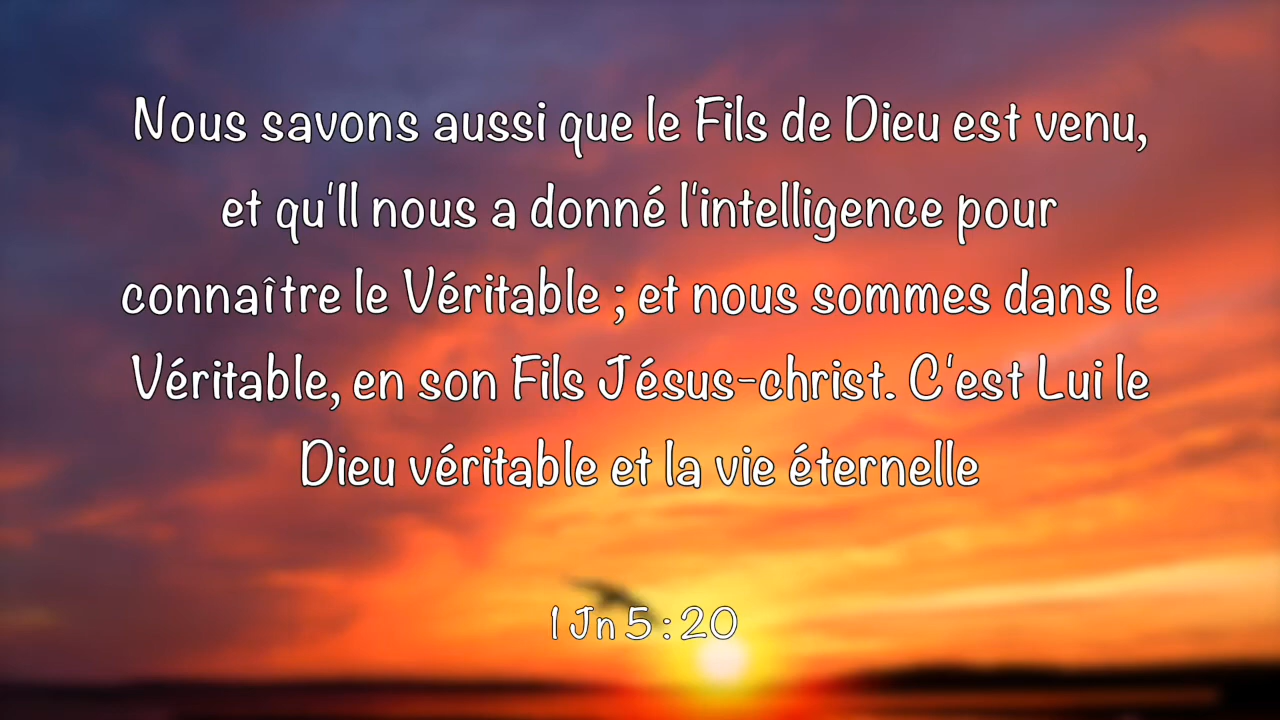 Nous savons aussi que le Fils de Dieu est venu,
et qu'Il nous a donné l'intelligence pour
connaître le Véritable ; et nous sommes dans le
Véritable, en son Fils Jésus-christ. C'est Lui le
Dieu véritable et la vie éternelle
1 Jn 5 : 20